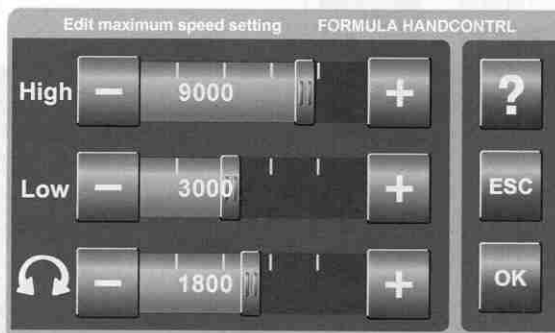 Edit maximum speed setting FORMULA HANDCONTRL
High − 9000 + ?
Low − 3000 + ESC
− 1800 + OK